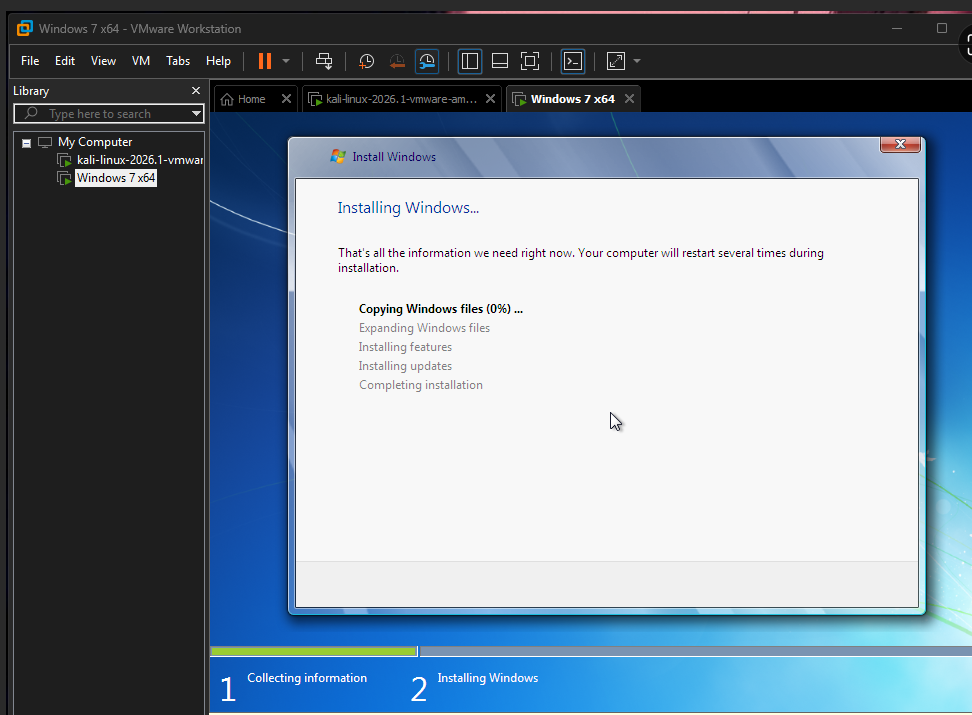 Windows 7 x64 - VMware Workstation
File Edit View VM Tabs Help
Library
Type here to search
My Computer
kali-linux-2026.1-vmwar
Windows 7 x64
Home
kali-linux-2026.1-vmware-am...
Windows 7 x64
Install Windows
Installing Windows...
That's all the information we need right now. Your computer will restart several times during
installation.
Copying Windows files (0%) ...
Expanding Windows files
Installing features
Installing updates
Completing installation
1 Collecting information
2 Installing Windows